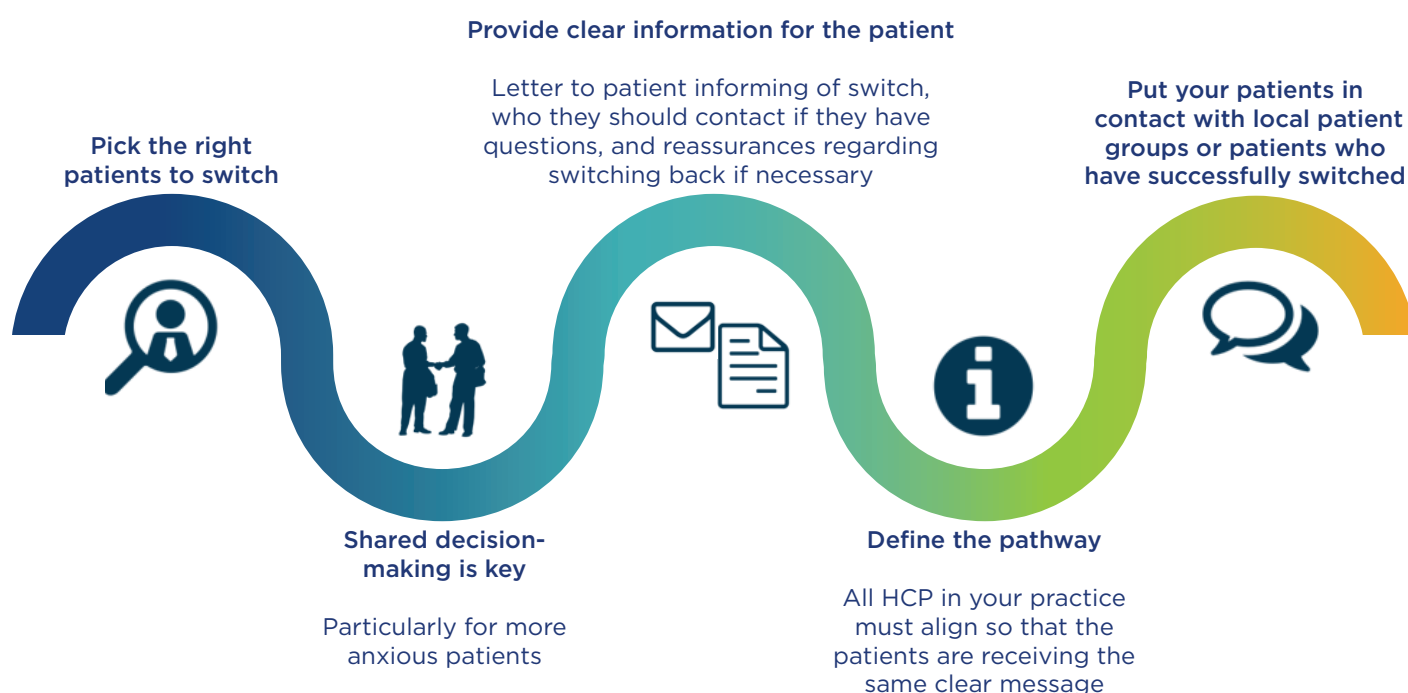 Pick the right
patients to switch
Shared decision-
making is key
Particularly for more
anxious patients
Provide clear information for the patient
Letter to patient informing of switch,
who they should contact if they have
questions, and reassurances regarding
switching back if necessary
Define the pathway
All HCP in your practice
must align so that the
patients are receiving the
same clear message
Put your patients in
contact with local patient
groups or patients who
have successfully switched